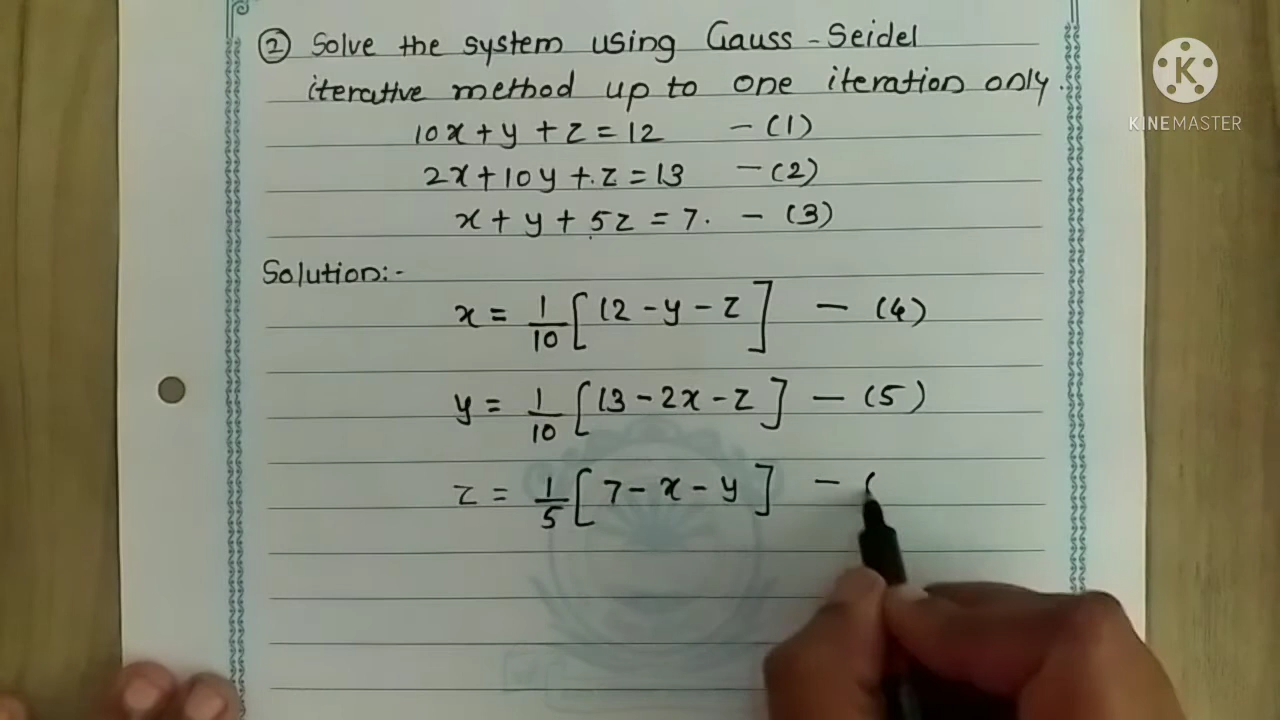 ② Solve the system using Gauss-Seidel
iterative method up to one iteration only.
10x + y + z = 12 - (1)
2x + 10y + z = 13 - (2)
x + y + 5z = 7. - (3)
Solution:-
x = 1/10 [12 - y - z] - (4)
y = 1/10 [13 - 2x - z] - (5)
z = 1/5 [7 - x - y] - (
K
KINEMASTER